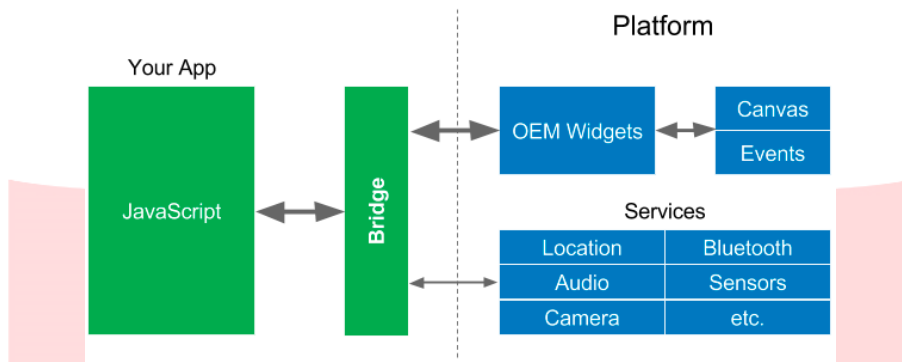 Platform
Your App
JavaScript
Bridge
OEM Widgets
Canvas
Events
Services
Location
Bluetooth
Audio
Sensors
Camera
etc.